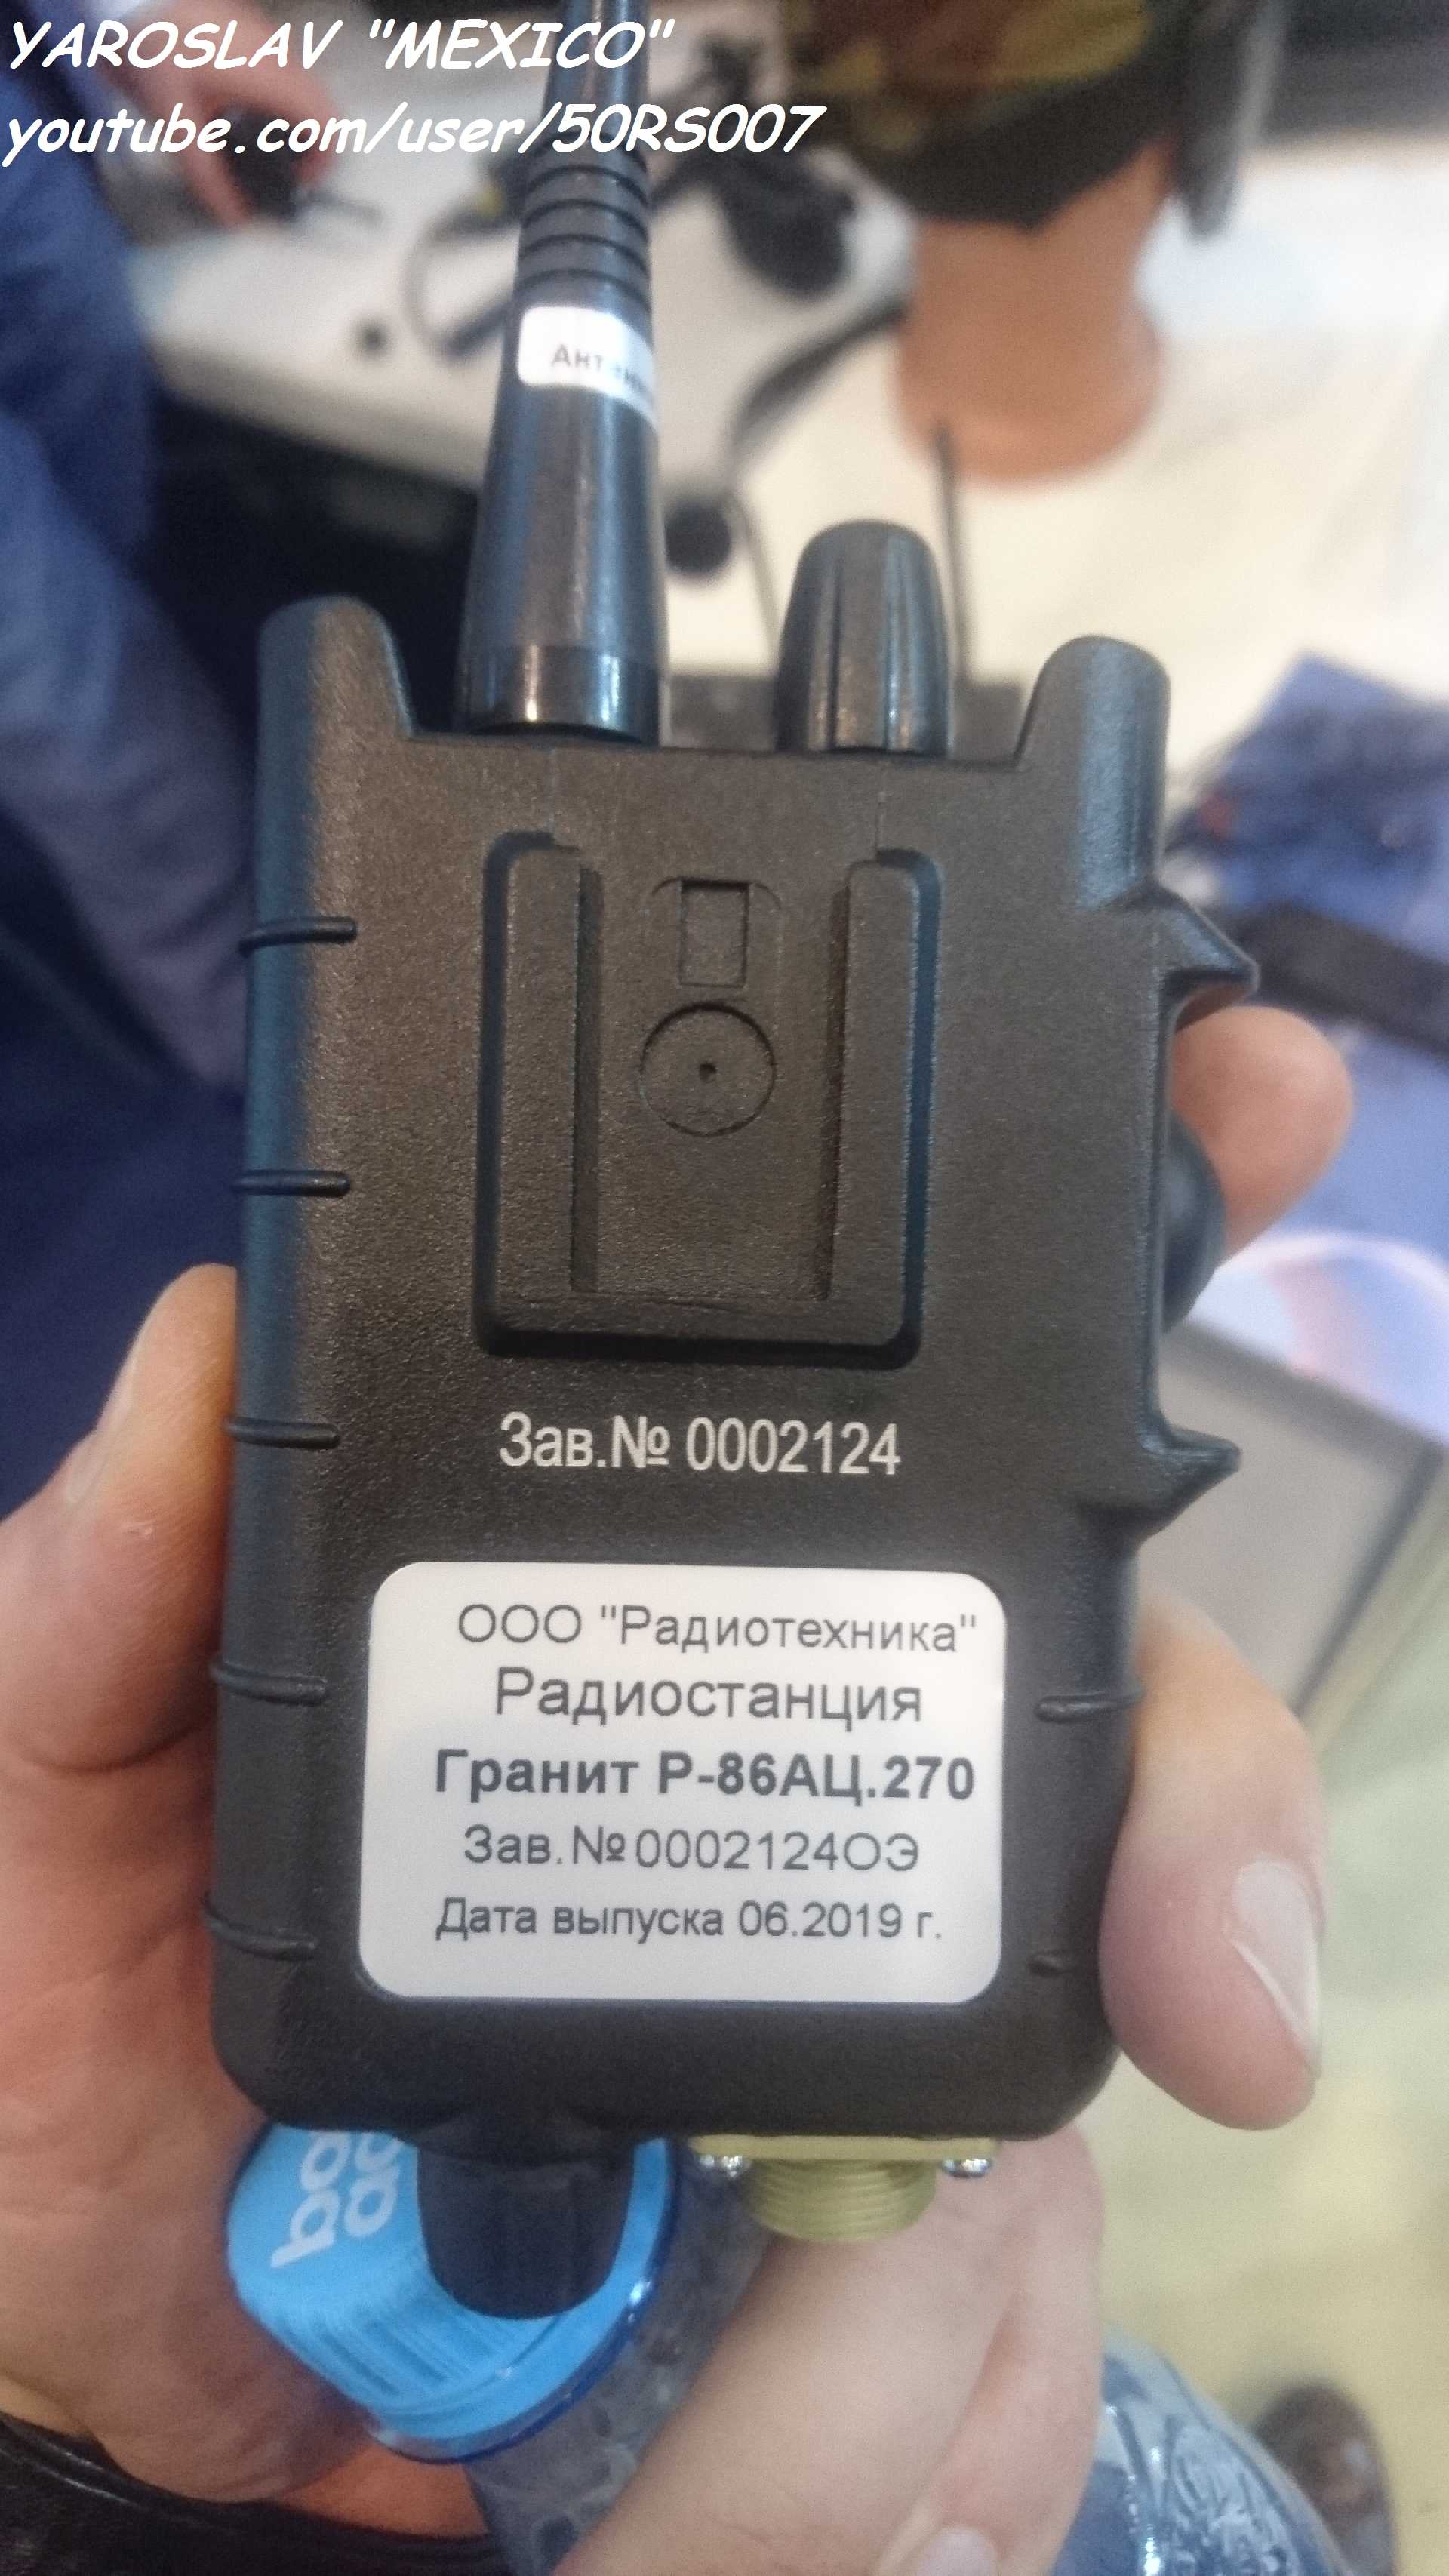 YAROSLAV "MEXICO"
youtube.com/user/50RS007
Зав.№ 0002124
ООО "Радиотехника"
Радиостанция
Гранит Р-86АЦ.270
Зав.№0002124ОЭ
Дата выпуска 06.2019 г.